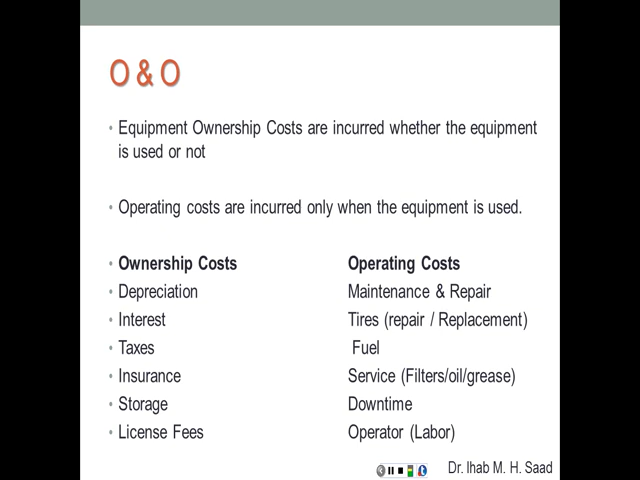 O & O
• Equipment Ownership Costs are incurred whether the equipment
is used or not
• Operating costs are incurred only when the equipment is used.
• Ownership Costs Operating Costs
• Depreciation Maintenance & Repair
• Interest Tires (repair / Replacement)
• Taxes Fuel
• Insurance Service (Filters/oil/grease)
• Storage Downtime
• License Fees Operator (Labor)
Dr. Ihab M. H. Saad